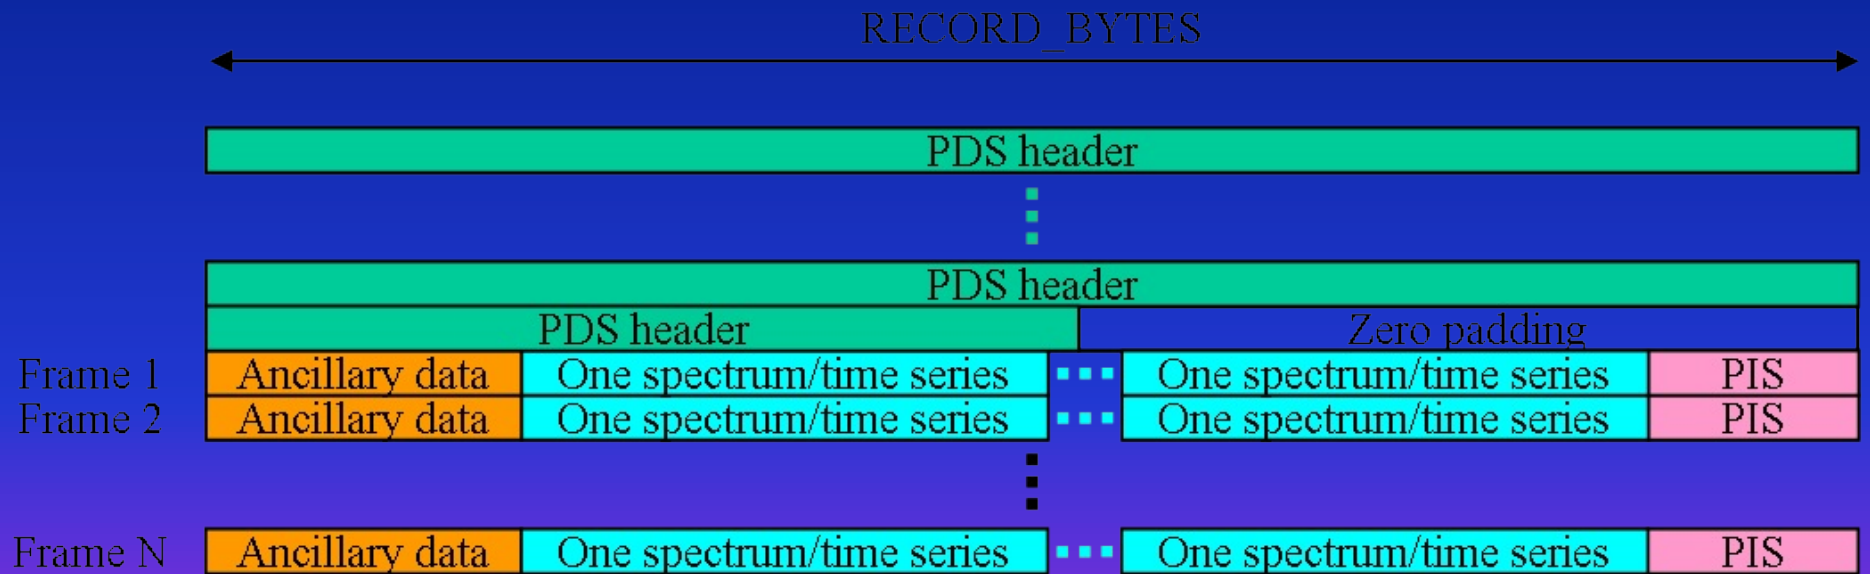 RECORD_BYTES
PDS header
PDS header
PDS header Zero padding
Frame 1 Ancillary data One spectrum/time series One spectrum/time series PIS
Frame 2 Ancillary data One spectrum/time series One spectrum/time series PIS
Frame N Ancillary data One spectrum/time series One spectrum/time series PIS